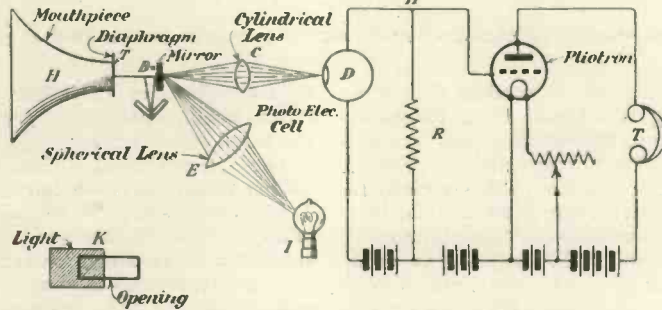 Mouthpiece
Diaphragm
T
H
B
Mirror
Cylindrical
Lens
C
D
Photo Elec.
Cell
Spherical Lens
E
I
Light
K
Opening
R
Pliotron
T